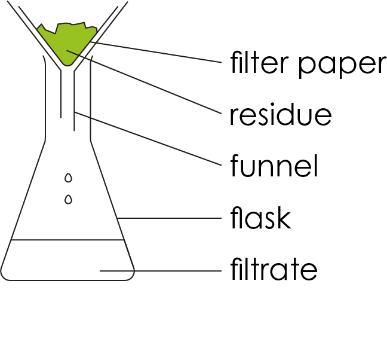 filter paper
residue
funnel
flask
filtrate